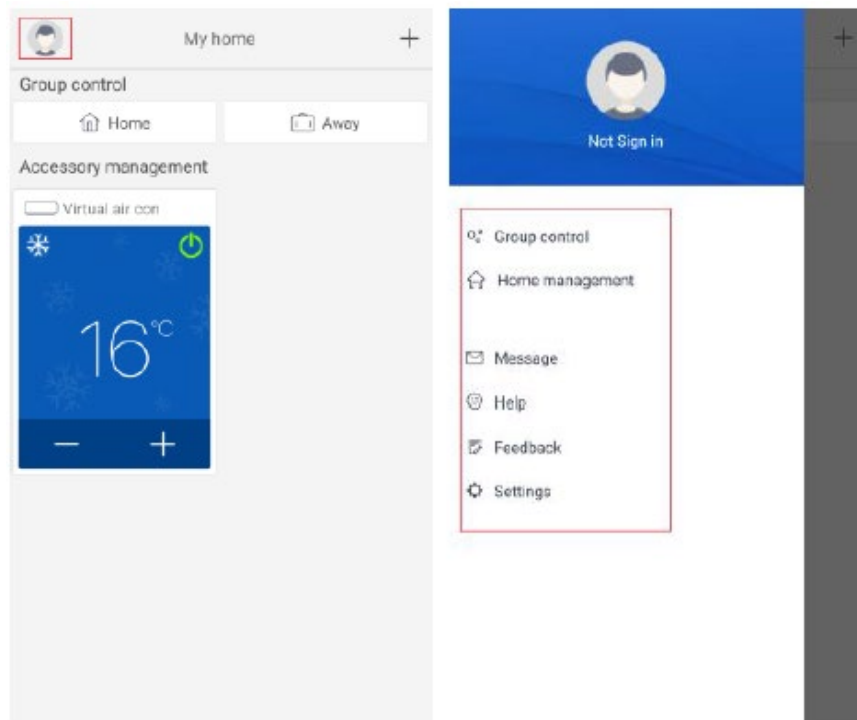 My home
Group control
Home
Away
Accessory management
Virtual air con
16°C
Not Sign in
Group control
Home management
Message
Help
Feedback
Settings